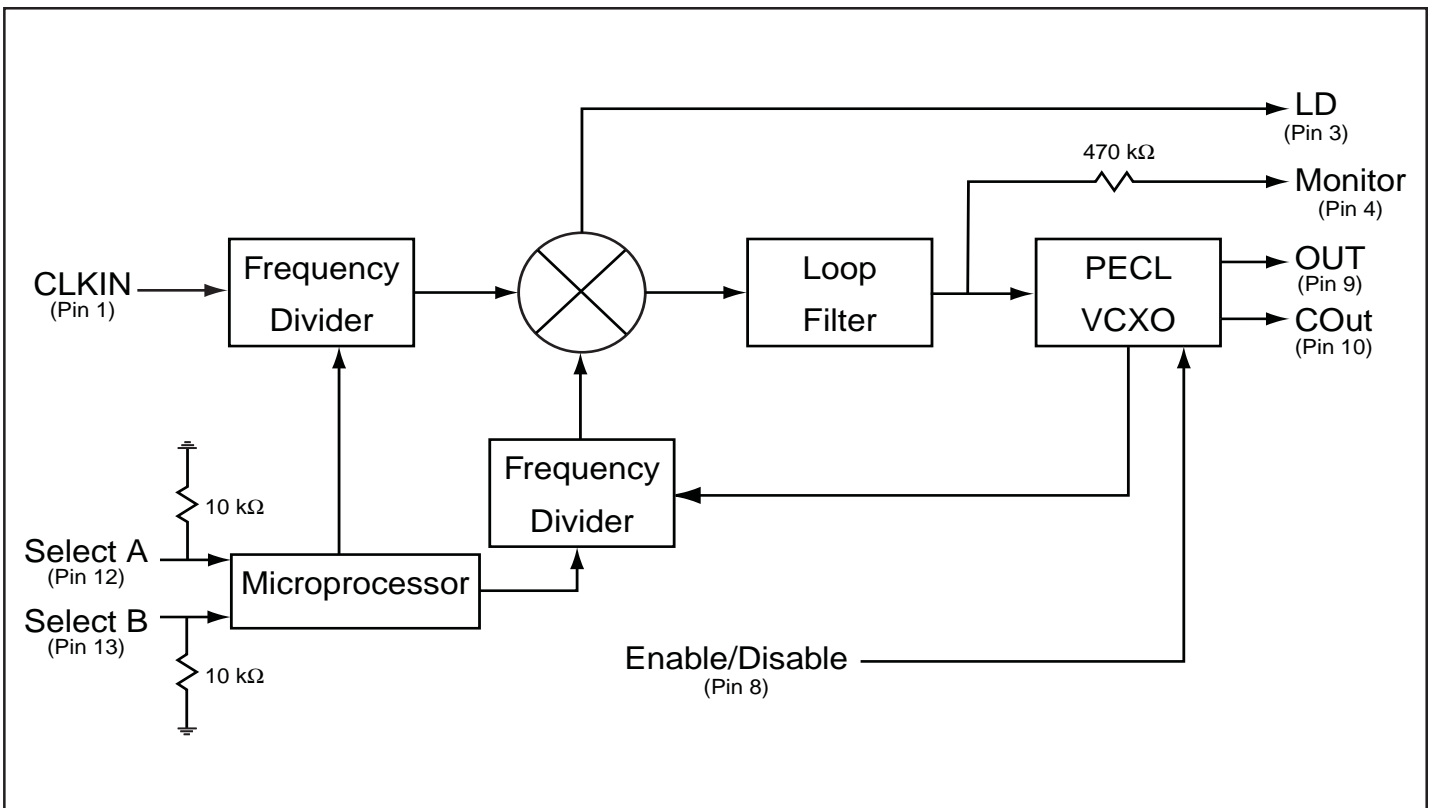 LD
(Pin 3)
470 kΩ
Monitor
(Pin 4)
CLKIN
(Pin 1)
Frequency
Divider
Loop
Filter
PECL
VCXO
OUT
(Pin 9)
COut
(Pin 10)
Frequency
Divider
10 kΩ
Select A
(Pin 12)
Microprocessor
Select B
(Pin 13)
10 kΩ
Enable/Disable
(Pin 8)